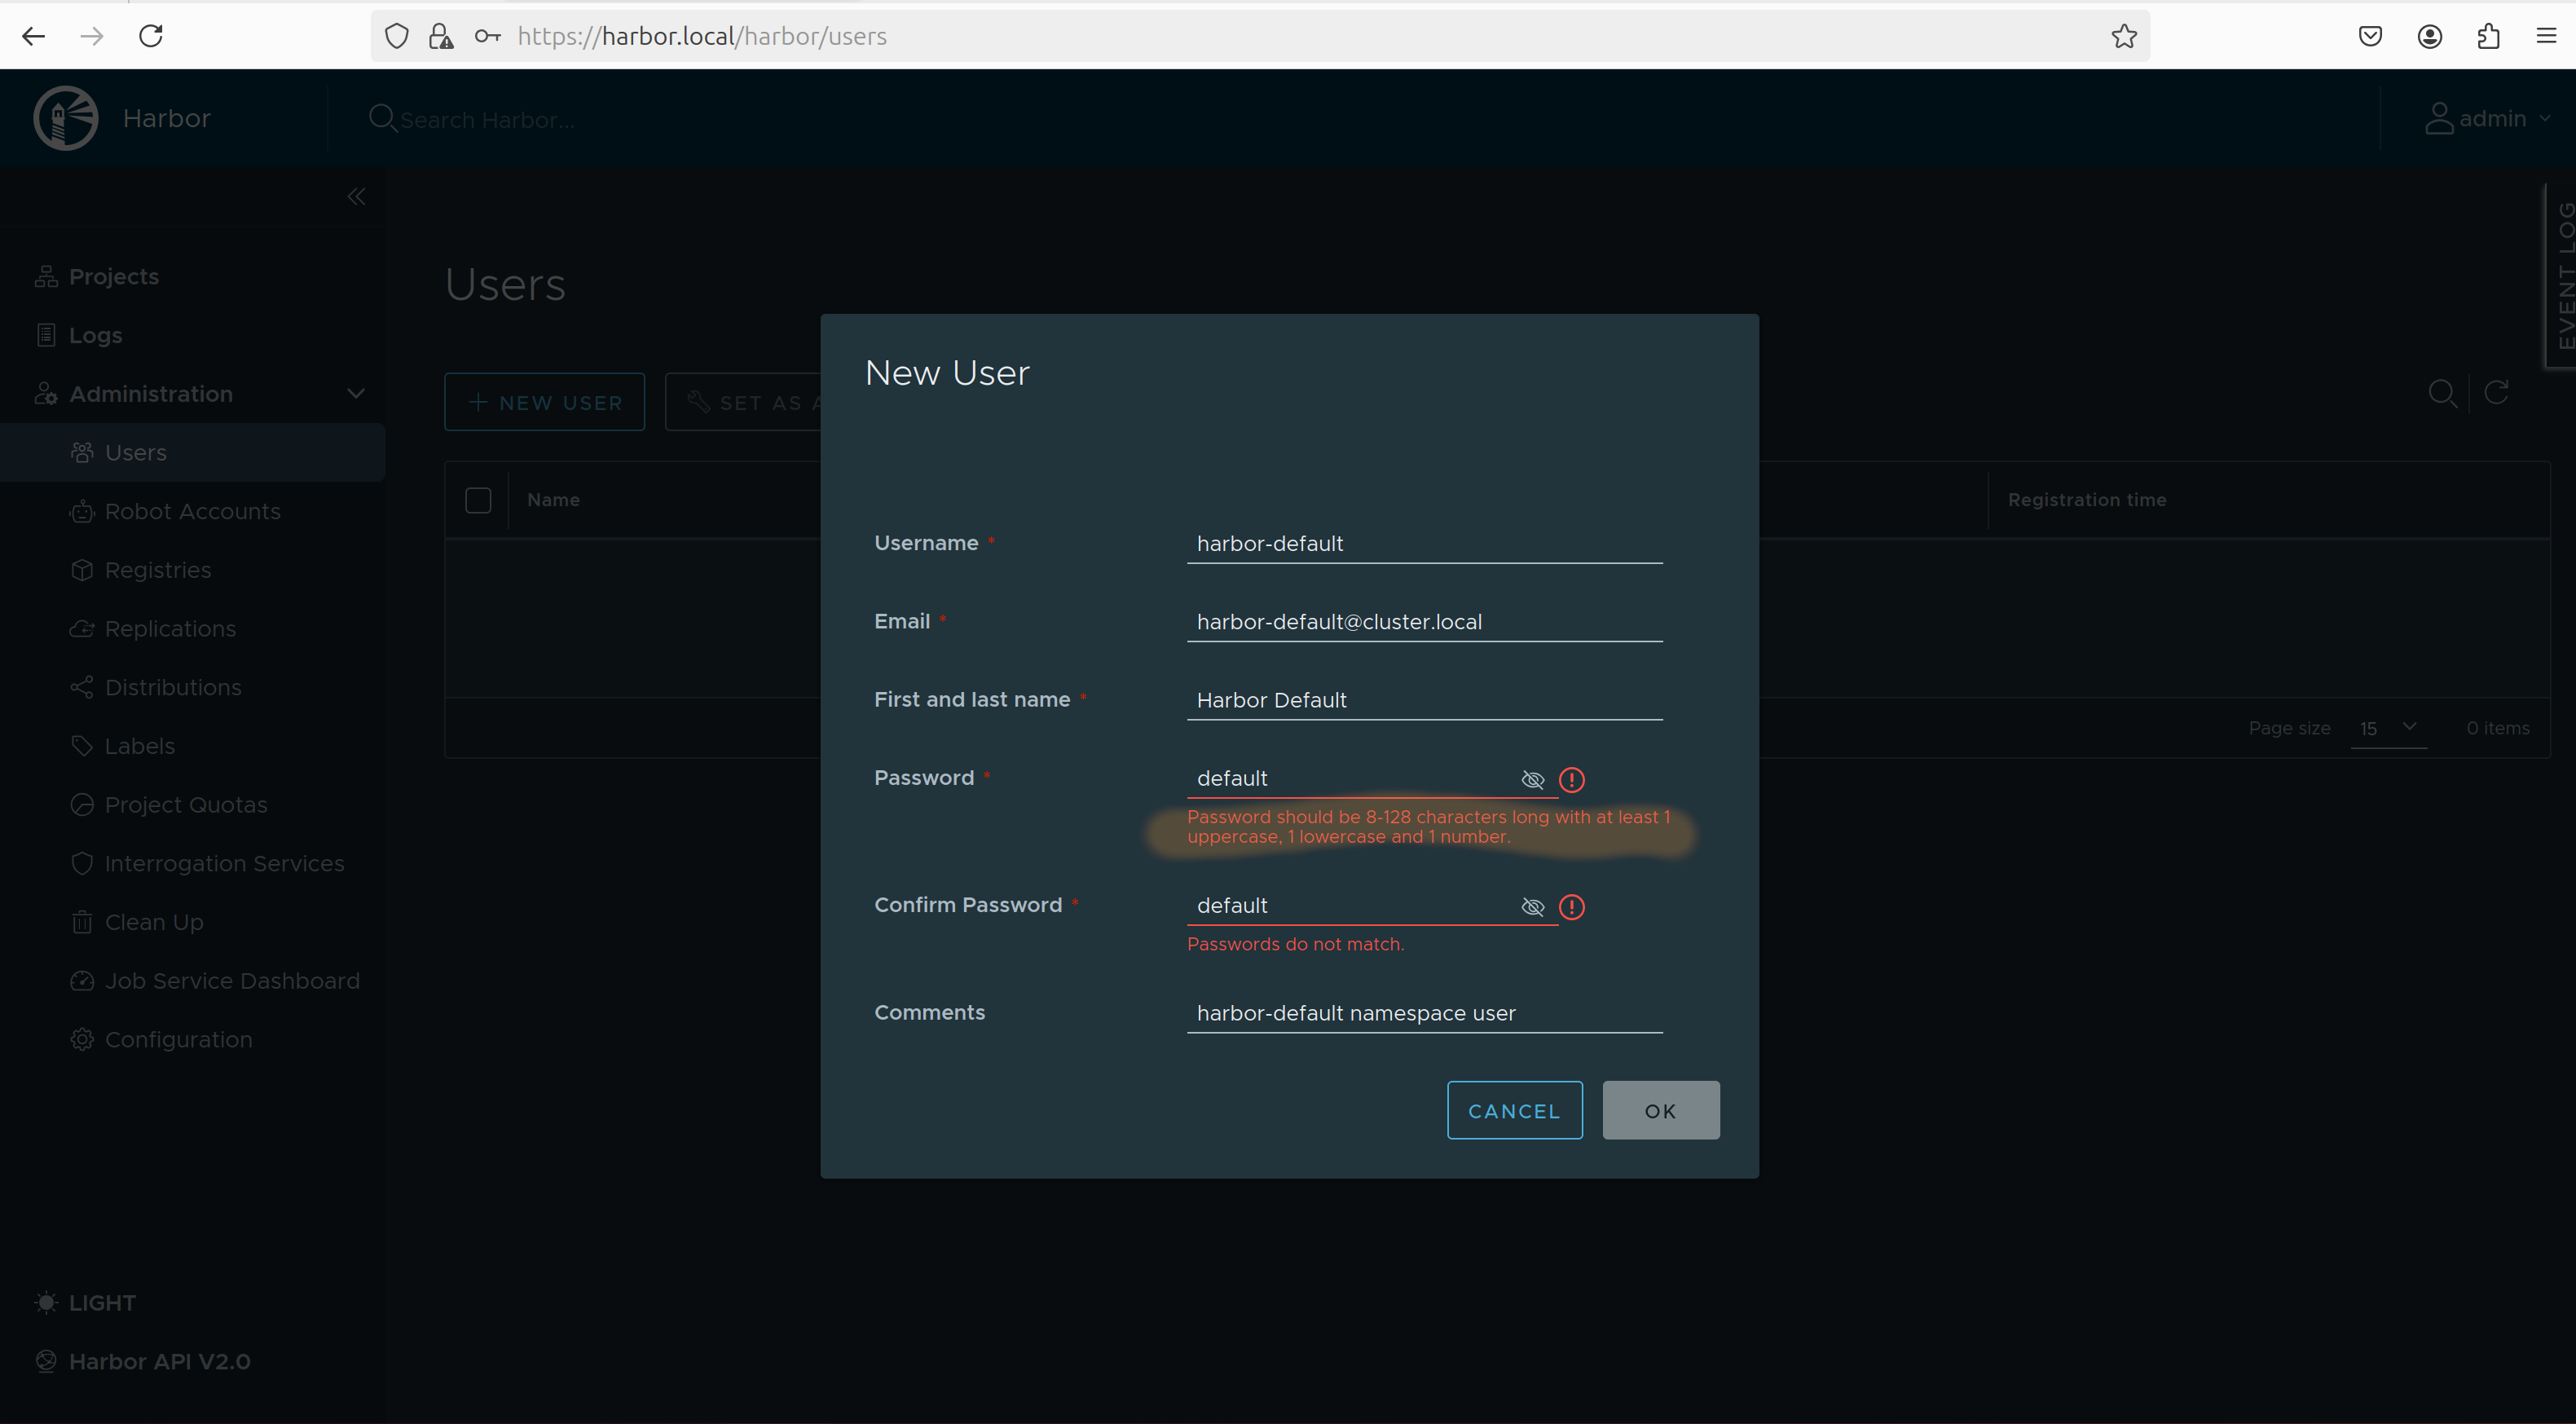 https://harbor.local/harbor/users
Harbor
Search Harbor...
admin
EVENT LOG
Projects
Logs
Administration
Users
Robot Accounts
Registries
Replications
Distributions
Labels
Project Quotas
Interrogation Services
Clean Up
Job Service Dashboard
Configuration
LIGHT
Harbor API V2.0
Users
NEW USER
SET AS A
Name
Registration time
Page size 15 0 items
New User
Username * harbor-default
Email * harbor-default@cluster.local
First and last name * Harbor Default
Password * default
Password should be 8-128 characters long with at least 1
uppercase, 1 lowercase and 1 number.
Confirm Password * default
Passwords do not match.
Comments harbor-default namespace user
CANCEL OK